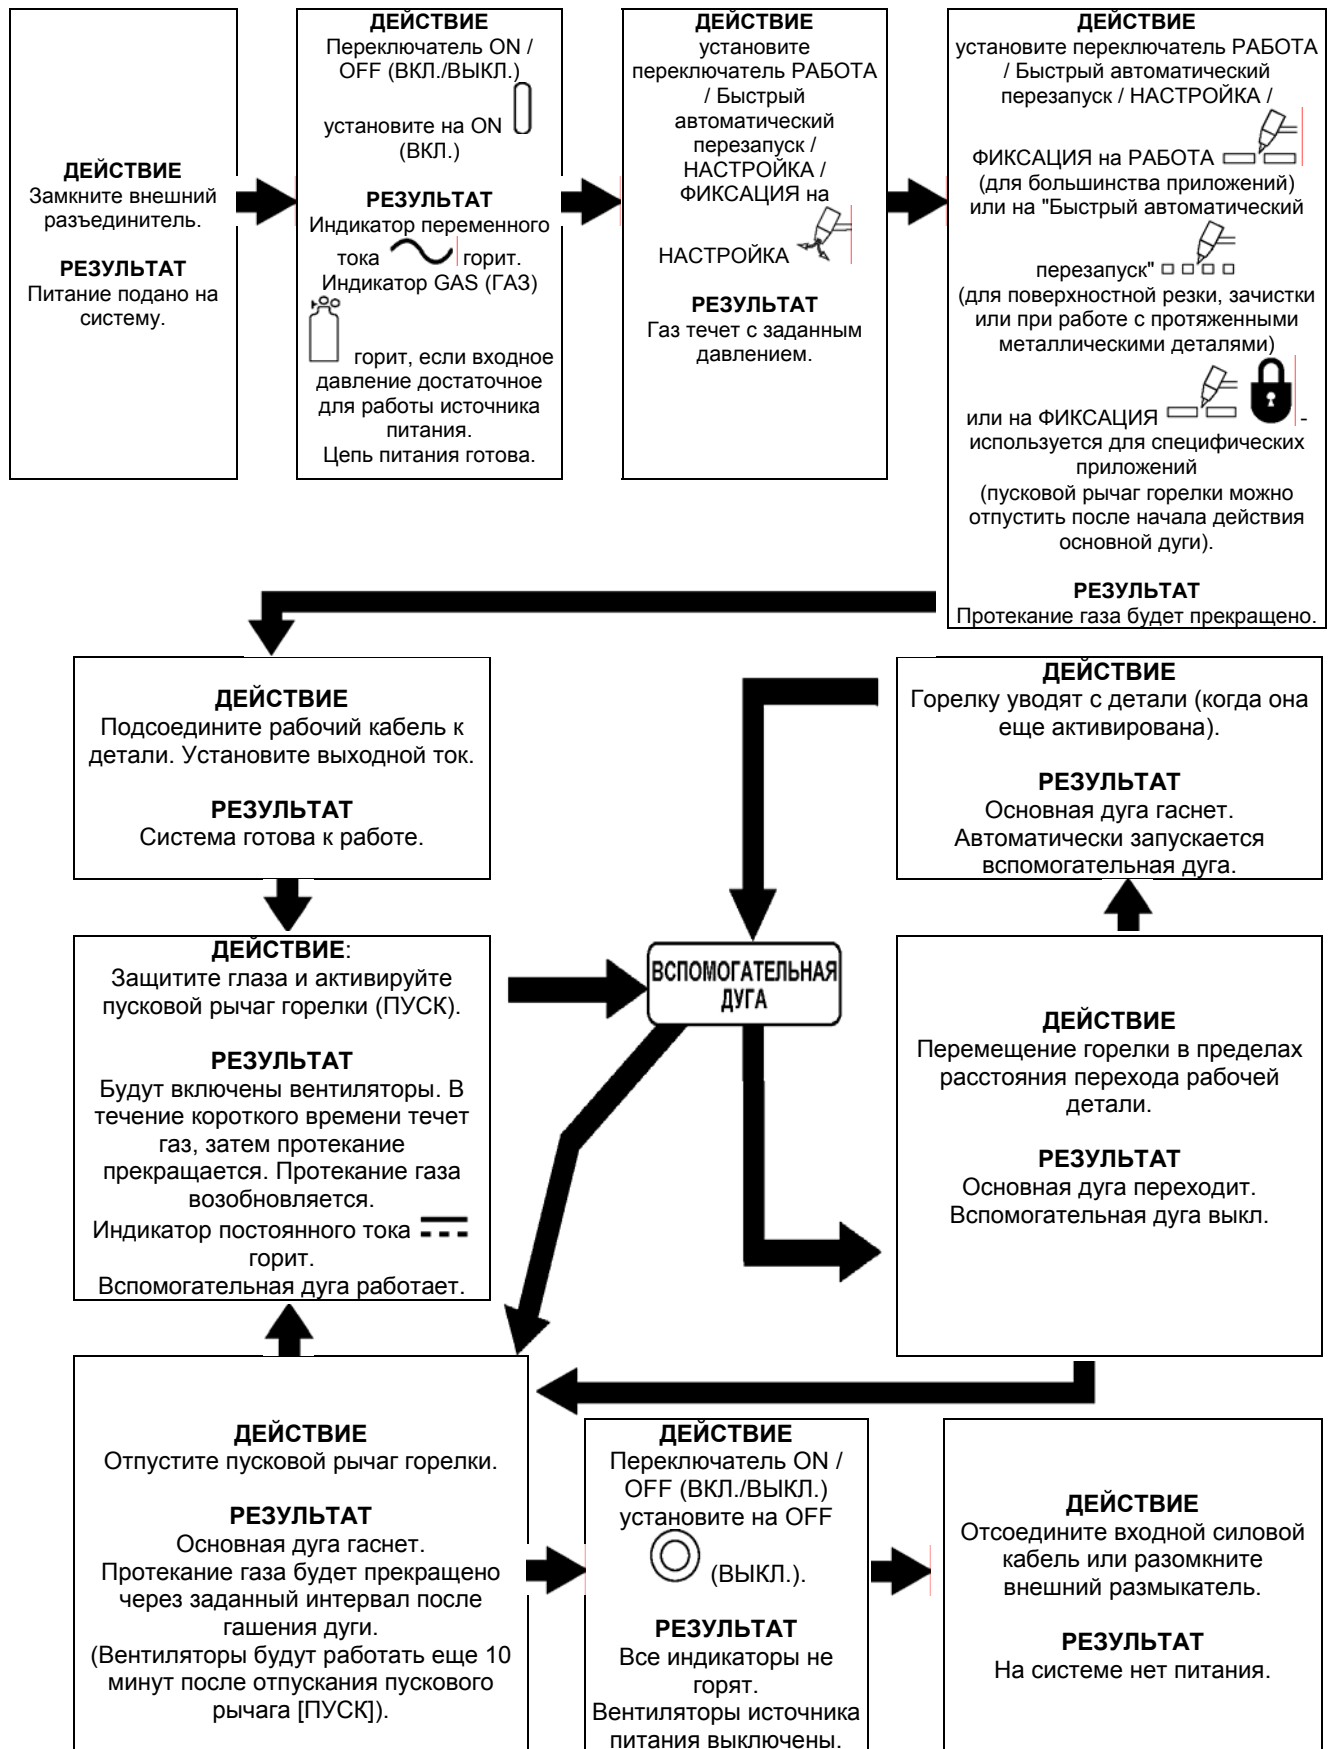 ДЕЙСТВИЕ
Замкните внешний
разъединитель.
РЕЗУЛЬТАТ
Питание подано на
систему.
ДЕЙСТВИЕ
Переключатель ON /
OFF (ВКЛ./ВЫКЛ.)
установите на ON
(ВКЛ.)
РЕЗУЛЬТАТ
Индикатор переменного
тока горит.
Индикатор GAS (ГАЗ)
горит, если входное
давление достаточное
для работы источника
питания.
Цепь питания готова.
ДЕЙСТВИЕ
установите
переключатель РАБОТА
/ Быстрый
автоматический
перезапуск /
НАСТРОЙКА /
ФИКСАЦИЯ на
НАСТРОЙКА
РЕЗУЛЬТАТ
Газ течет с заданным
давлением.
ДЕЙСТВИЕ
установите переключатель РАБОТА
/ Быстрый автоматический
перезапуск / НАСТРОЙКА /
ФИКСАЦИЯ на РАБОТА
(для большинства приложений)
или на "Быстрый автоматический
перезапуск"
(для поверхностной резки, зачистки
или при работе с протяженными
металлическими деталями)
или на ФИКСАЦИЯ -
используется для специфических
приложений
(пусковой рычаг горелки можно
отпустить после начала действия
основной дуги).
РЕЗУЛЬТАТ
Протекание газа будет прекращено.
ДЕЙСТВИЕ
Подсоедините рабочий кабель к
детали. Установите выходной ток.
РЕЗУЛЬТАТ
Система готова к работе.
ДЕЙСТВИЕ
Горелку уводят с детали (когда она
еще активирована).
РЕЗУЛЬТАТ
Основная дуга гаснет.
Автоматически запускается
вспомогательная дуга.
ДЕЙСТВИЕ:
Защитите глаза и активируйте
пусковой рычаг горелки (ПУСК).
РЕЗУЛЬТАТ
Будут включены вентиляторы. В
течение короткого времени течет
газ, затем протекание
прекращается. Протекание газа
возобновляется.
Индикатор постоянного тока
горит.
Вспомогательная дуга работает.
ВСПОМОГАТЕЛЬНАЯ
ДУГА
ДЕЙСТВИЕ
Перемещение горелки в пределах
расстояния перехода рабочей
детали.
РЕЗУЛЬТАТ
Основная дуга переходит.
Вспомогательная дуга выкл.
ДЕЙСТВИЕ
Отпустите пусковой рычаг горелки.
РЕЗУЛЬТАТ
Основная дуга гаснет.
Протекание газа будет прекращено
через заданный интервал после
гашения дуги.
(Вентиляторы будут работать еще 10
минут после отпускания пускового
рычага [ПУСК]).
ДЕЙСТВИЕ
Переключатель ON /
OFF (ВКЛ./ВЫКЛ.)
установите на OFF
(ВЫКЛ.).
РЕЗУЛЬТАТ
Все индикаторы не
горят.
Вентиляторы источника
питания выключены.
ДЕЙСТВИЕ
Отсоедините входной силовой
кабель или разомкните
внешний размыкатель.
РЕЗУЛЬТАТ
На системе нет питания.